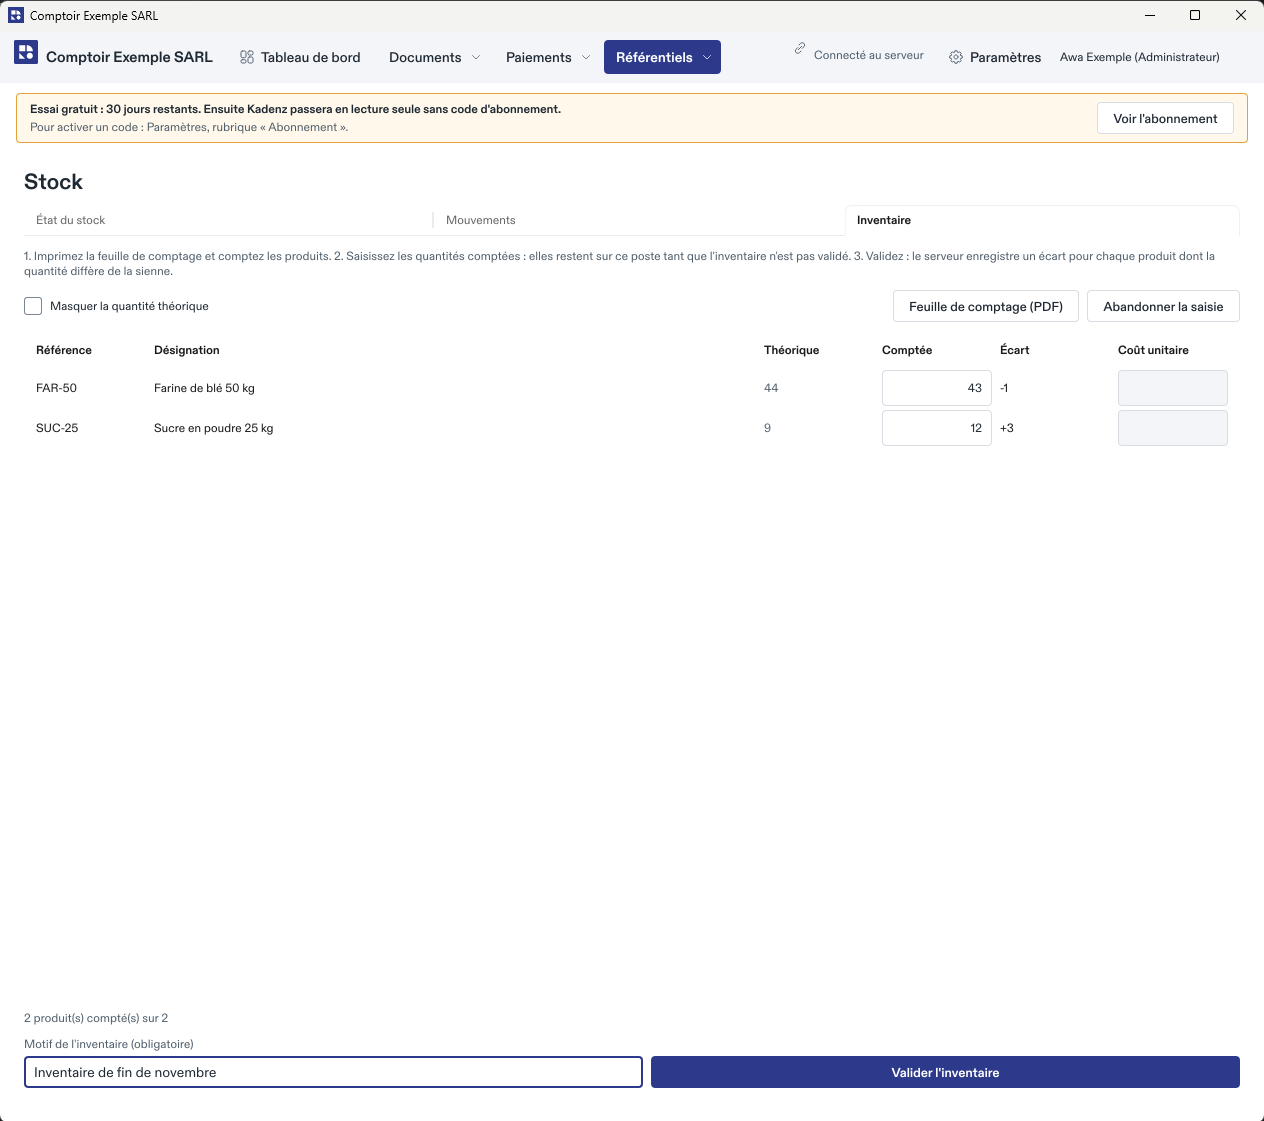 Comptoir Exemple SARL
Comptoir Exemple SARL
Tableau de bord
Documents
Paiements
Référentiels
Connecté au serveur
Paramètres
Awa Exemple (Administrateur)
Essai gratuit : 30 jours restants. Ensuite Kadenz passera en lecture seule sans code d'abonnement.
Pour activer un code : Paramètres, rubrique « Abonnement ».
Voir l'abonnement
Stock
État du stock
Mouvements
Inventaire
1. Imprimez la feuille de comptage et comptez les produits. 2. Saisissez les quantités comptées : elles restent sur ce poste tant que l'inventaire n'est pas validé. 3. Validez : le serveur enregistre un écart pour chaque produit dont la
quantité diffère de la sienne.
Masquer la quantité théorique
Feuille de comptage (PDF)
Abandonner la saisie
Référence Désignation Théorique Comptée Écart Coût unitaire
FAR-50 Farine de blé 50 kg 44 43 -1
SUC-25 Sucre en poudre 25 kg 9 12 +3
2 produit(s) compté(s) sur 2
Motif de l'inventaire (obligatoire)
Inventaire de fin de novembre
Valider l'inventaire